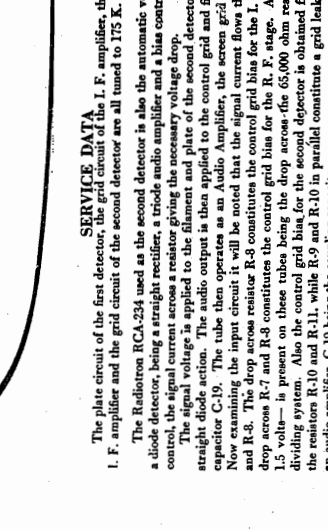 SERVICE DATA
The plate circuit of the first detector, the grid circuit of the I. F. amplifier, th
I. F. amplifier and the grid circuit of the second detector are all tuned to 175 K.
The Radiotron RCA-234 used as the second detector is also the automatic v
a diode detector, being a straight rectifier, a triode audio amplifier and a bias contr
control, the signal current across a resistor giving the necessary voltage drop.
The signal voltage is applied to the filament and plate of the second detecto
straight diode action. The audio output is then applied to the control grid and fi
capacitor C-19. The tube then operates as an Audio Amplifier, the screen grid
Now examining the input circuit it will be noted that the signal current flows th
and R-8. The drop across resistor R-8 constitutes the control grid bias for the I.
drop across R-7 and R-8 constitutes the control grid bias for the R. F. stage. A
1.5 volts— is present on these tubes being the drop across the 65,000 ohm res
dividing system. Also the control grid bias for the second detector is obtained f
the resistors R-10 and R-11, while R-9 and R-10 in parallel constitute a grid leak